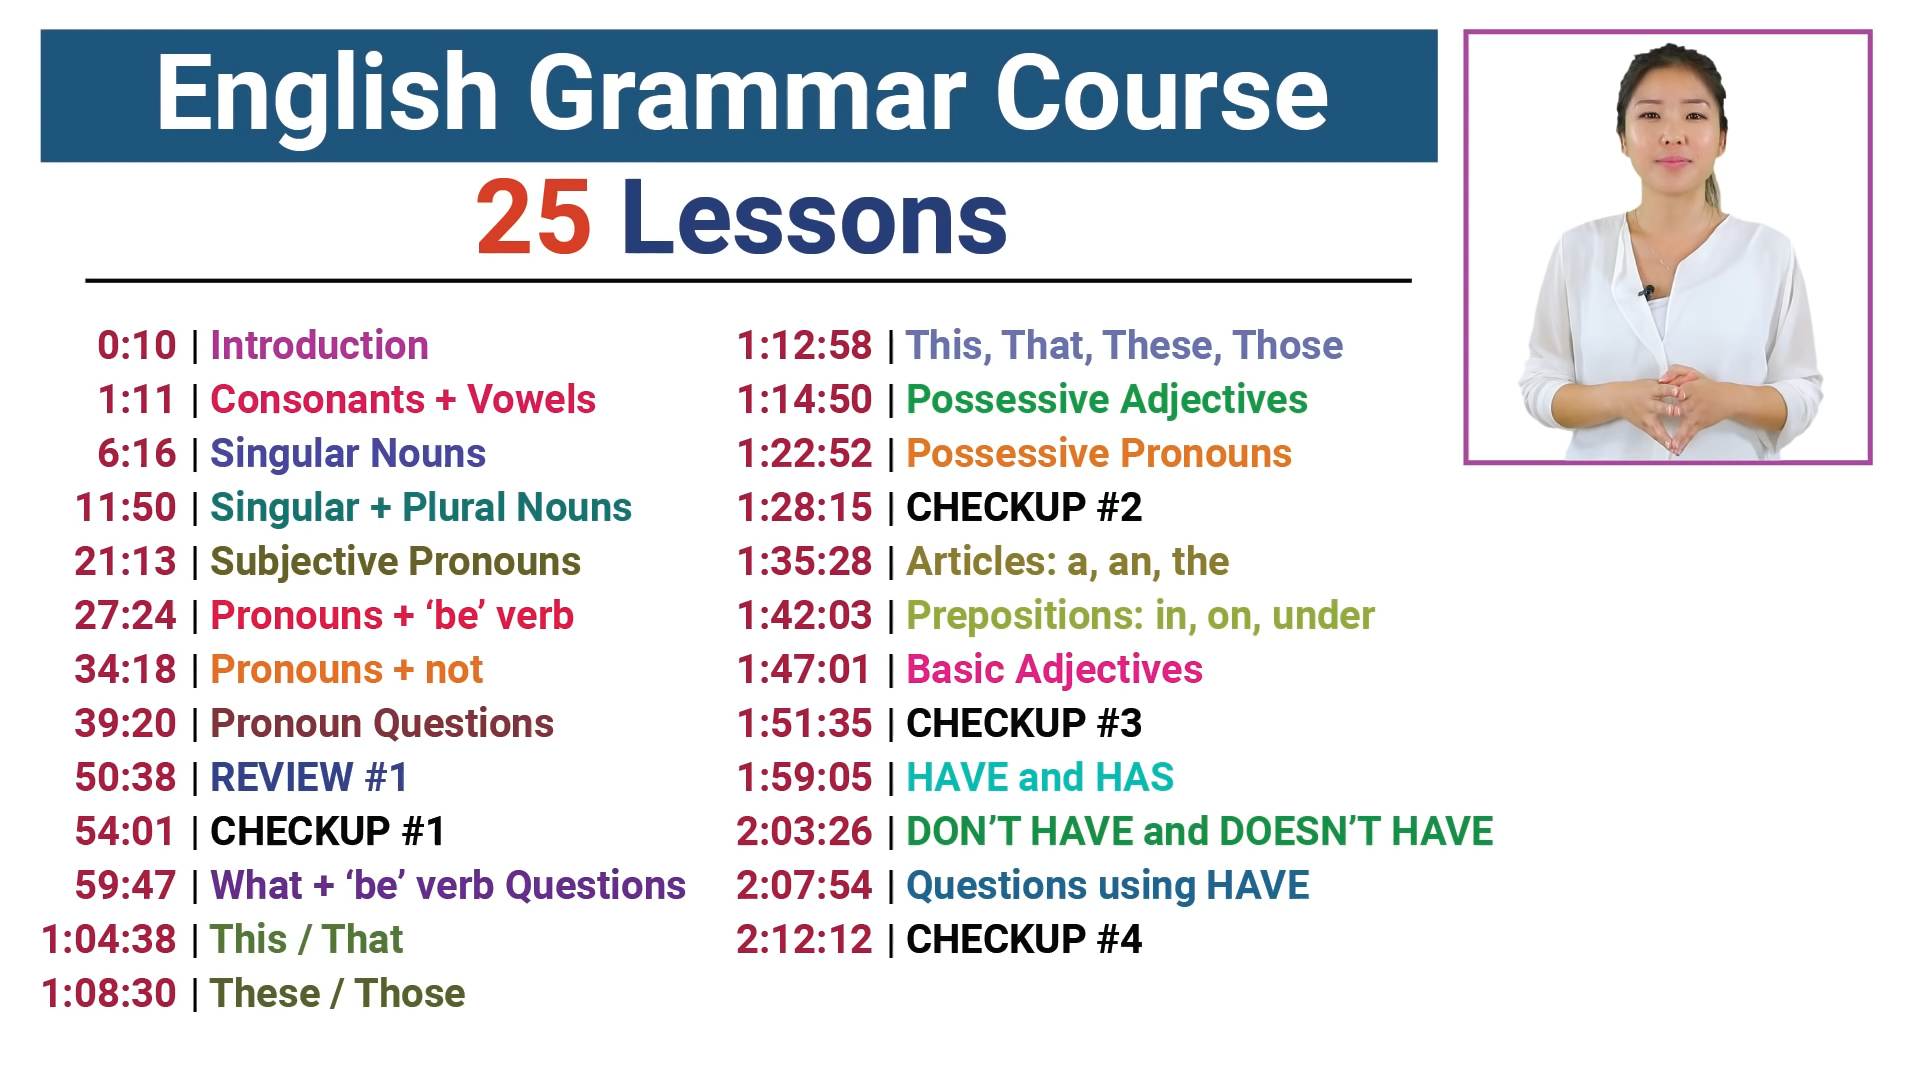 English Grammar Course
25 Lessons
0:10 | Introduction
1:11 | Consonants + Vowels
6:16 | Singular Nouns
11:50 | Singular + Plural Nouns
21:13 | Subjective Pronouns
27:24 | Pronouns + ‘be’ verb
34:18 | Pronouns + not
39:20 | Pronoun Questions
50:38 | REVIEW #1
54:01 | CHECKUP #1
59:47 | What + ‘be’ verb Questions
1:04:38 | This / That
1:08:30 | These / Those
1:12:58 | This, That, These, Those
1:14:50 | Possessive Adjectives
1:22:52 | Possessive Pronouns
1:28:15 | CHECKUP #2
1:35:28 | Articles: a, an, the
1:42:03 | Prepositions: in, on, under
1:47:01 | Basic Adjectives
1:51:35 | CHECKUP #3
1:59:05 | HAVE and HAS
2:03:26 | DON’T HAVE and DOESN’T HAVE
2:07:54 | Questions using HAVE
2:12:12 | CHECKUP #4